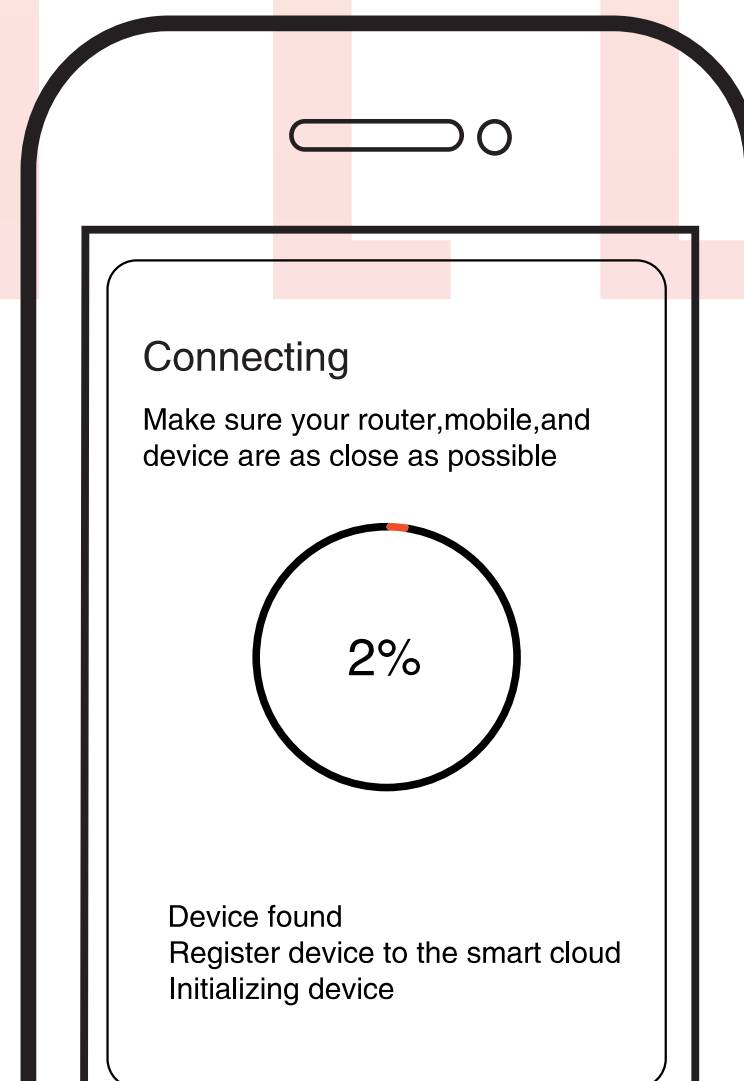 Connecting
Make sure your router,mobile,and
device are as close as possible
2%
Device found
Register device to the smart cloud
Initializing device